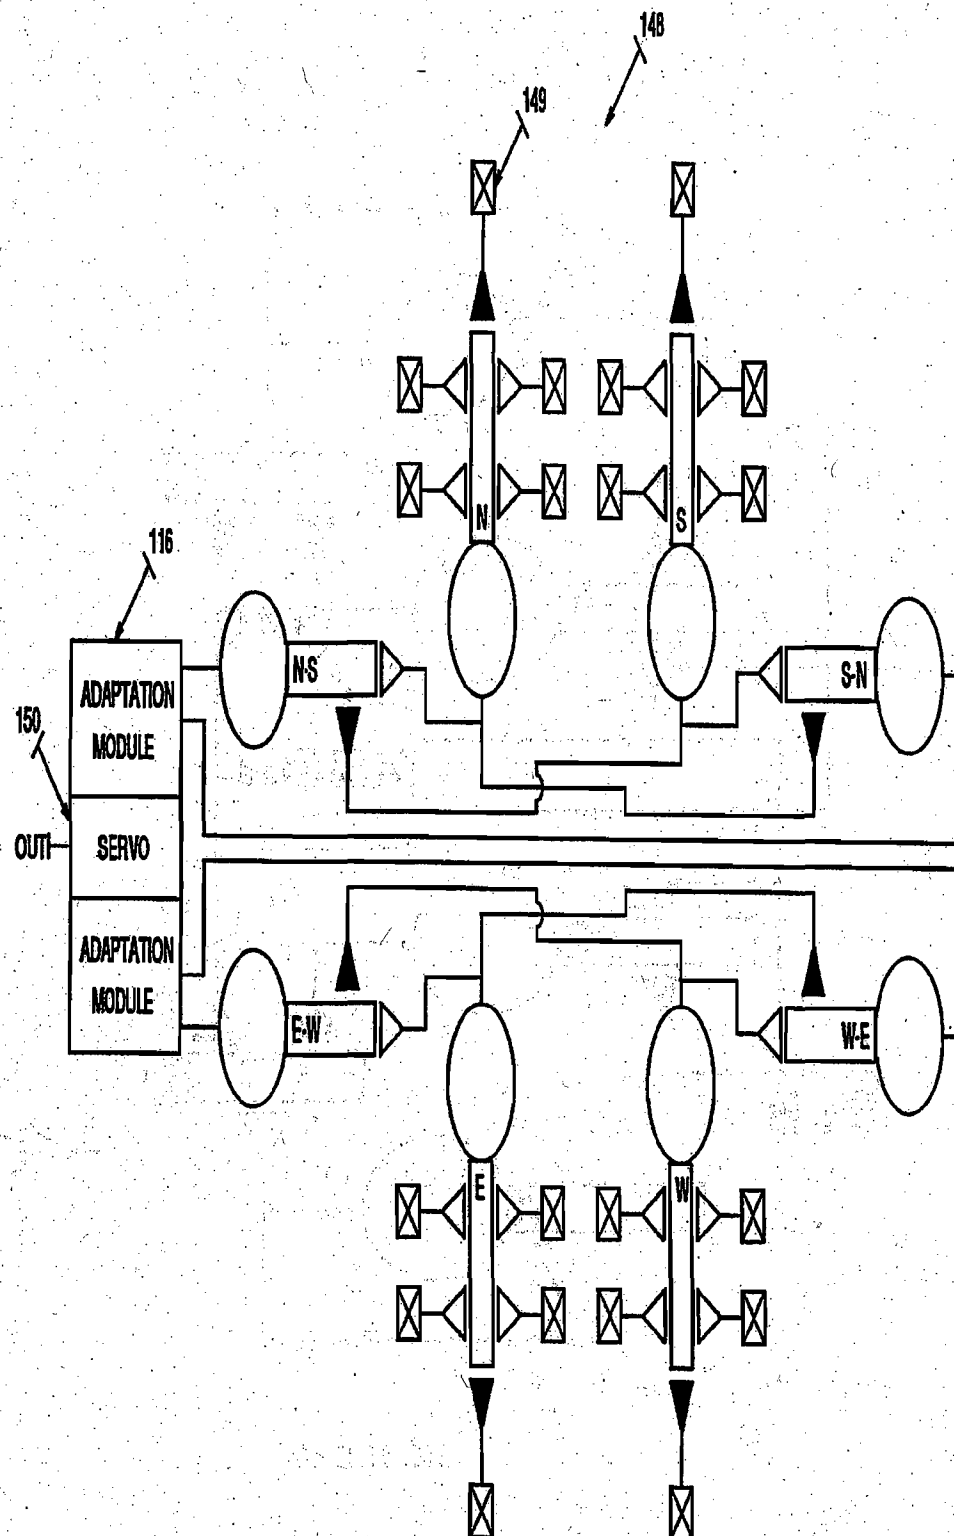 148
149
N
S
116
N-S
S-N
ADAPTATION
MODULE
150
OUT
SERVO
ADAPTATION
MODULE
E-W
W-E
E
W